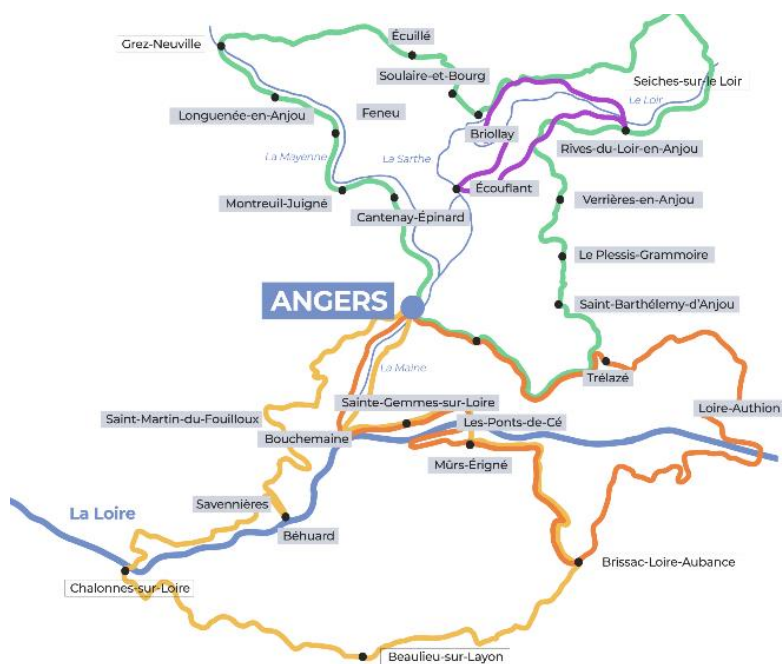 Grez-Neuville
Écuillé
Soulaire-et-Bourg
Seiches-sur-le Loir
Longuenée-en-Anjou
Feneu
Le Loir
Briollay
Rives-du-Loir-en-Anjou
La Mayenne
La Sarthe
Écouflant
Montreuil-Juigné
Verrières-en-Anjou
Cantenay-Épinard
Le Plessis-Grammoire
ANGERS
Saint-Barthélemy-d'Anjou
La Maine
Trélazé
Sainte-Gemmes-sur-Loire
Loire-Authion
Saint-Martin-du-Fouilloux
Les-Ponts-de-Cé
Bouchemaine
Mûrs-Érigné
Savennières
La Loire
Béhuard
Brissac-Loire-Aubance
Chalonnes-sur-Loire
Beaulieu-sur-Layon